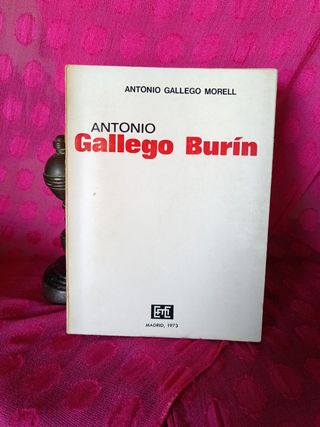 ANTONIO GALLEGO MORELL
ANTONIO
Gallego Burín
MADRID, 1973